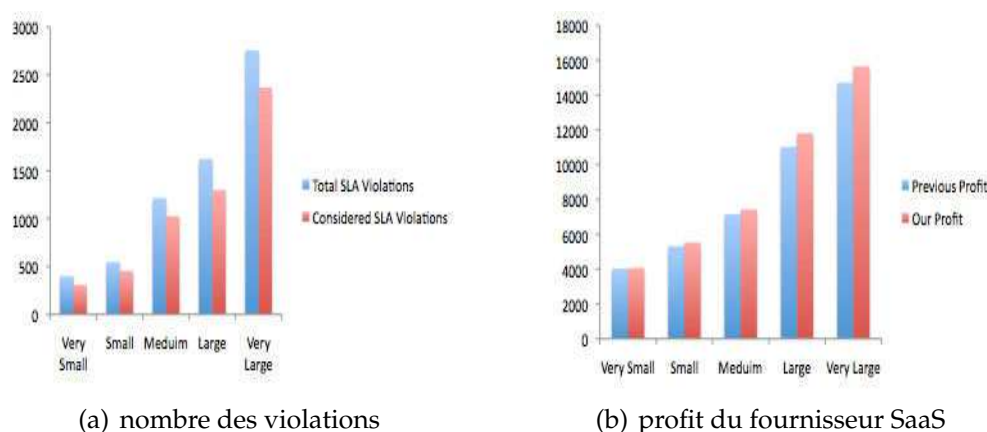 3000
2500
2000
1500
1000
500
0
Very Small
Small
Meduim
Large
Very Large
Total SLA Violations
Considered SLA Violations
(a) nombre des violations
18000
16000
14000
12000
10000
8000
6000
4000
2000
0
Very Small
Small
Meduim
Large
Very Large
Previous Profit
Our Profit
(b) profit du fournisseur SaaS